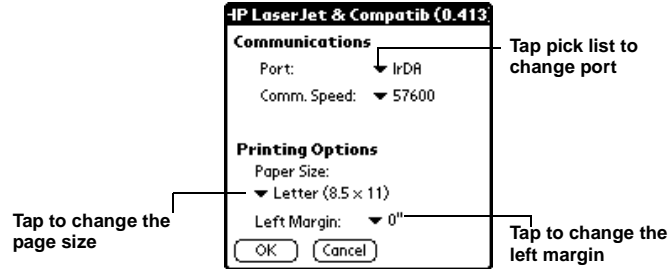 HP LaserJet & Compatib (0.413)
Communications
Tap pick list to
change port
Port: IrDA
Comm. Speed: 57600
Printing Options
Paper Size:
Letter (8.5 x 11)
Tap to change the
page size
Left Margin: 0"
Tap to change the
left margin
OK Cancel